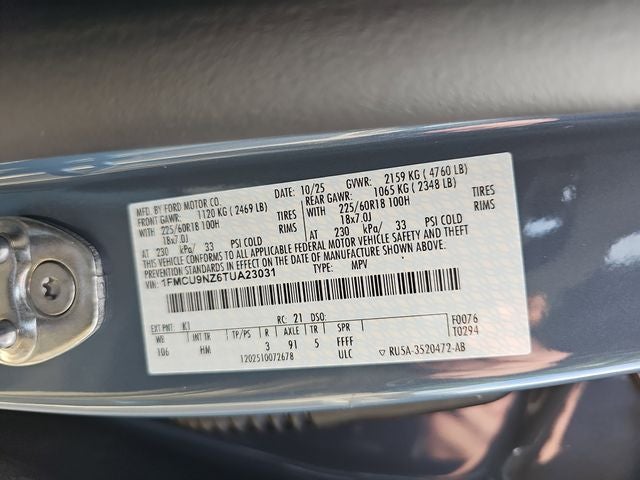 MFD. BY FORD MOTOR CO. DATE: 10/25 GVWR: 2159 KG ( 4760 LB)
FRONT GAWR: 1120 KG ( 2469 LB) REAR GAWR: 1065 KG ( 2348 LB)
WITH 225/60R18 100H TIRES WITH 225/60R18 100H TIRES
18x7.0J RIMS 18x7.0J RIMS
AT 230 kPa/ 33 PSI COLD AT 230 kPa/ 33 PSI COLD
THIS VEHICLE CONFORMS TO ALL APPLICABLE FEDERAL MOTOR VEHICLE SAFETY AND THEFT
PREVENTION STANDARDS IN EFFECT ON THE DATE OF MANUFACTURE SHOWN ABOVE.
VIN: 1FMCU9NZ6TUA23031 TYPE: MPV
EXT PNT: K1 RC: 21 DSO: F0076
WB INT TR TP/PS R AXLE TR SPR T0294
106 HM 3 91 5 FFFF
1202510072678 ULC RU5A-3520472-AB